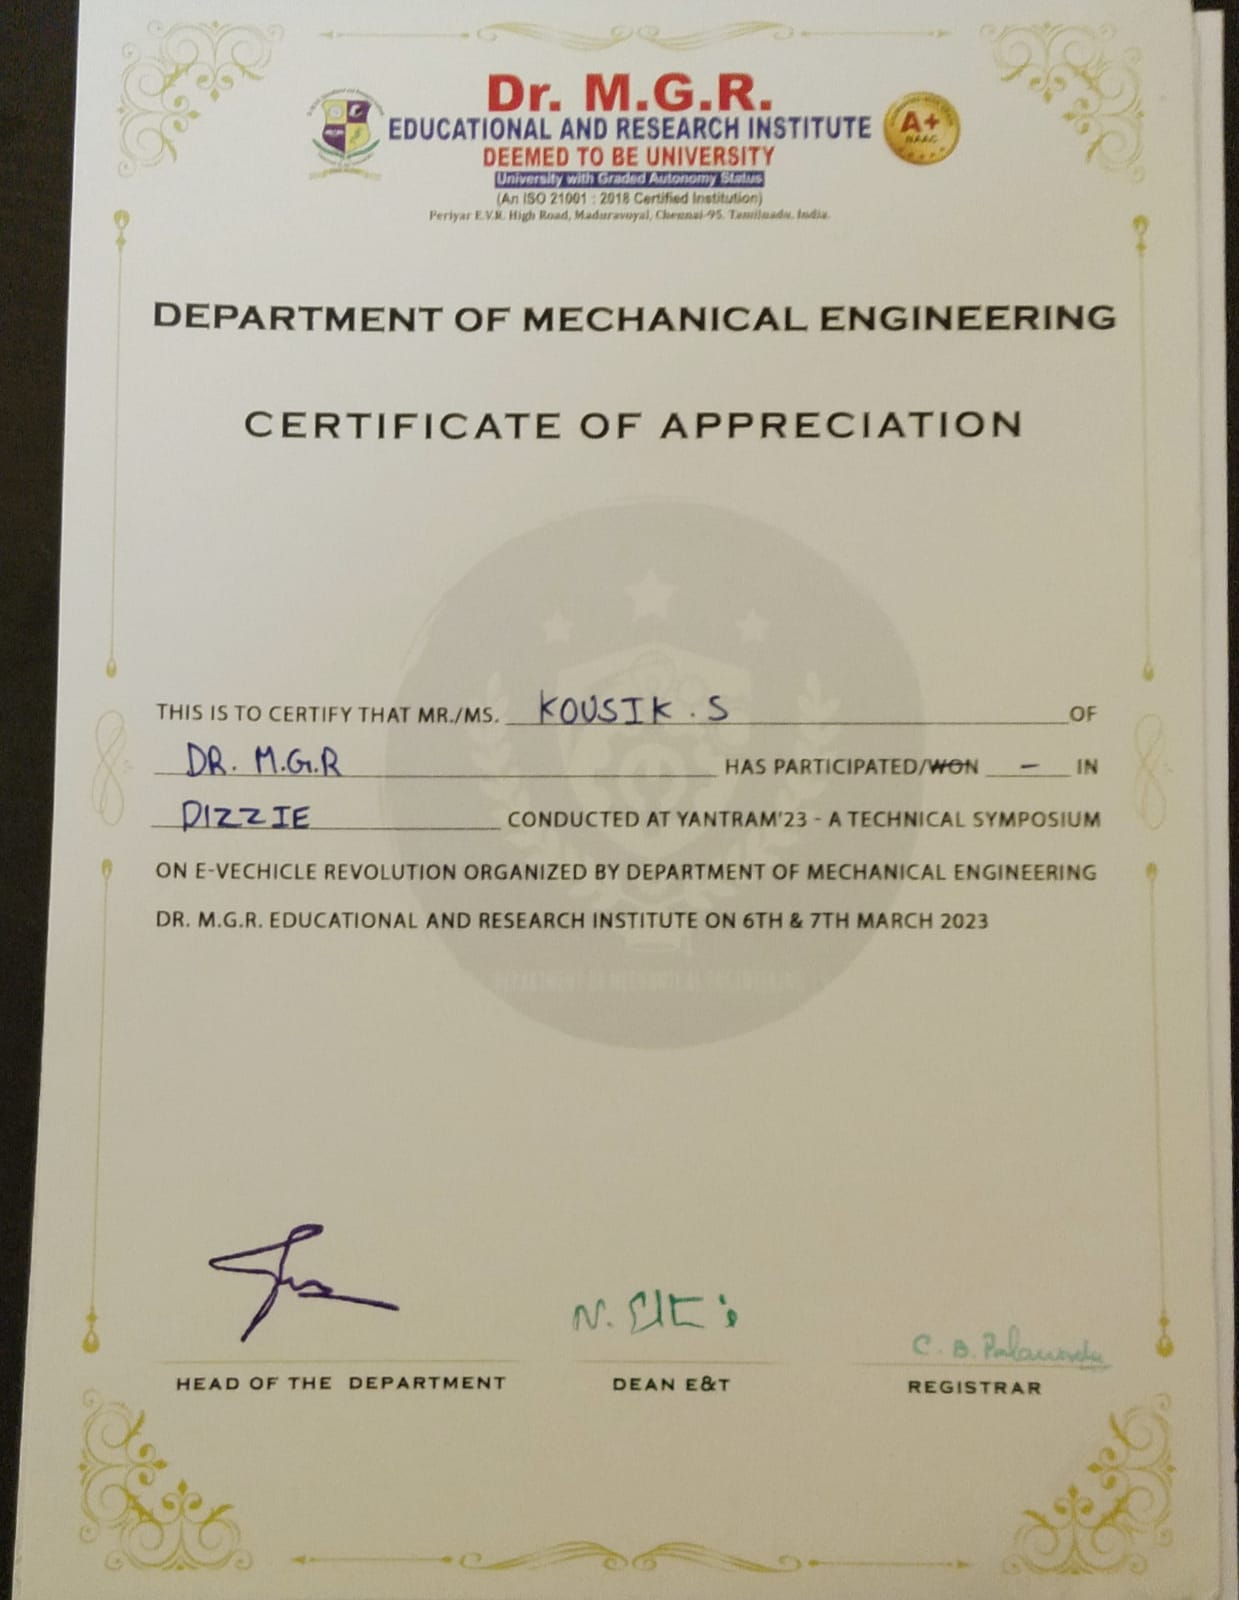 Dr. M.G.R.
EDUCATIONAL AND RESEARCH INSTITUTE
A+
NAAC
DEEMED TO BE UNIVERSITY
University with Graded Autonomy Status
(An ISO 21001 : 2018 Certified Institution)
Periyar E.V.R. High Road, Maduravoyal, Chennai-95. Tamilnadu. India.
DEPARTMENT OF MECHANICAL ENGINEERING
CERTIFICATE OF APPRECIATION
THIS IS TO CERTIFY THAT MR./MS. KOUSIK . S OF
DR. M.G.R HAS PARTICIPATED/WON – IN
DIZZIE CONDUCTED AT YANTRAM'23 - A TECHNICAL SYMPOSIUM
ON E-VECHICLE REVOLUTION ORGANIZED BY DEPARTMENT OF MECHANICAL ENGINEERING
DR. M.G.R. EDUCATIONAL AND RESEARCH INSTITUTE ON 6TH & 7TH MARCH 2023
DEPARTMENT OF MECHANICAL ENGINEERING
HEAD OF THE DEPARTMENT
DEAN E&T
C. B.
REGISTRAR